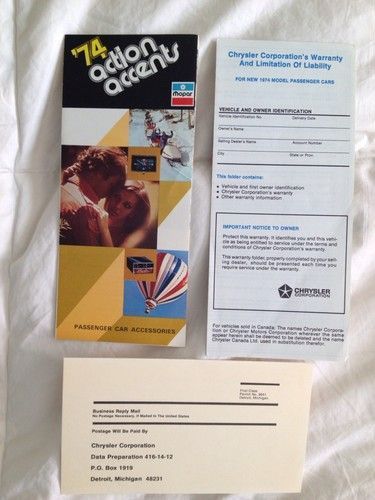 '74
action
accents
Mopar
PASSENGER CAR ACCESSORIES
Chrysler Corporation's Warranty
And Limitation Of Liability
FOR NEW 1974 MODEL PASSENGER CARS
VEHICLE AND OWNER IDENTIFICATION
Vehicle Identification No Delivery Date
Owner's Name
Selling Dealer's Name Account Number
City State or Prov.
This folder contains:
• Vehicle and first owner identification
• Chrysler Corporation's warranty
• Other warranty information
IMPORTANT NOTICE TO OWNER
Protect this warranty. It identifies you and this vehi-
cle as being entitled to service under the terms and
conditions of Chrysler Corporation's warranty.
This warranty folder, properly completed by your sell-
ing dealer, should be presented each time you
require service under the warranty.
CHRYSLER
CORPORATION
For vehicles sold in Canada: The names Chrysler Corpora-
tion or Chrysler Motors Corporation wherever the same
appear herein shall be deemed to be deleted and the name
Chrysler Canada Ltd. used in substitution therefor.
First Class
Permit No.
Detroit, Michigan
Business Reply Mail
No Postage Necessary, If Mailed In The United States
Postage Will Be Paid By
Chrysler Corporation
Data Preparation 416-14-12
P.O. Box 1919
Detroit, Michigan 48231